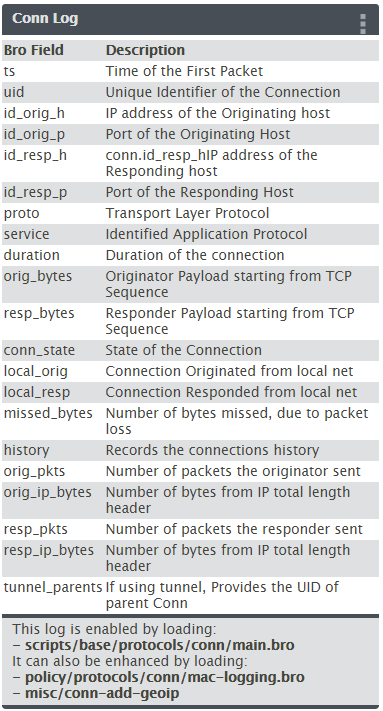 Conn Log
Bro Field Description
ts Time of the First Packet
uid Unique Identifier of the Connection
id_orig_h IP address of the Originating host
id_orig_p Port of the Originating Host
id_resp_h conn.id_resp_hIP address of the
Responding host
id_resp_p Port of the Responding Host
proto Transport Layer Protocol
service Identified Application Protocol
duration Duration of the connection
orig_bytes Originator Payload starting from TCP
Sequence
resp_bytes Responder Payload starting from TCP
Sequence
conn_state State of the Connection
local_orig Connection Originated from local net
local_resp Connection Responded from local net
missed_bytes Number of bytes missed, due to packet
loss
history Records the connections history
orig_pkts Number of packets the originator sent
orig_ip_bytes Number of bytes from IP total length
header
resp_pkts Number of packets the responder sent
resp_ip_bytes Number of bytes from IP total length
header
tunnel_parents If using tunnel, Provides the UID of
parent Conn
This log is enabled by loading:
– scripts/base/protocols/conn/main.bro
It can also be enhanced by loading:
– policy/protocols/conn/mac-logging.bro
– misc/conn-add-geoip